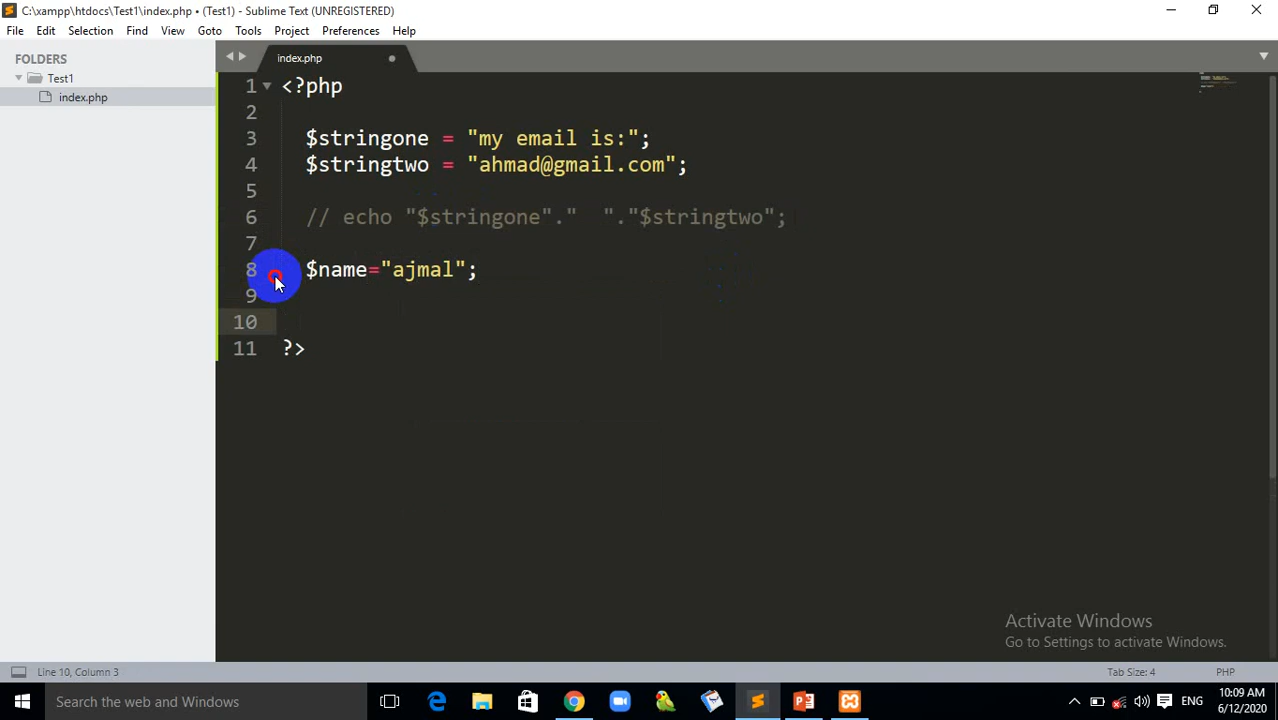 C:\xampp\htdocs\Test1\index.php • (Test1) - Sublime Text (UNREGISTERED)
File Edit Selection Find View Goto Tools Project Preferences Help
FOLDERS
Test1
index.php
index.php
1 <?php
2
3 $stringone = "my email is:";
4 $stringtwo = "ahmad@gmail.com";
5
6 // echo "$stringone"."  "."$stringtwo";
7
8 $name="ajmal";
9
10
11 ?>
Activate Windows
Go to Settings to activate Windows.
Line 10, Column 3
Tab Size: 4
PHP
Search the web and Windows
ENG
10:09 AM
6/12/2020